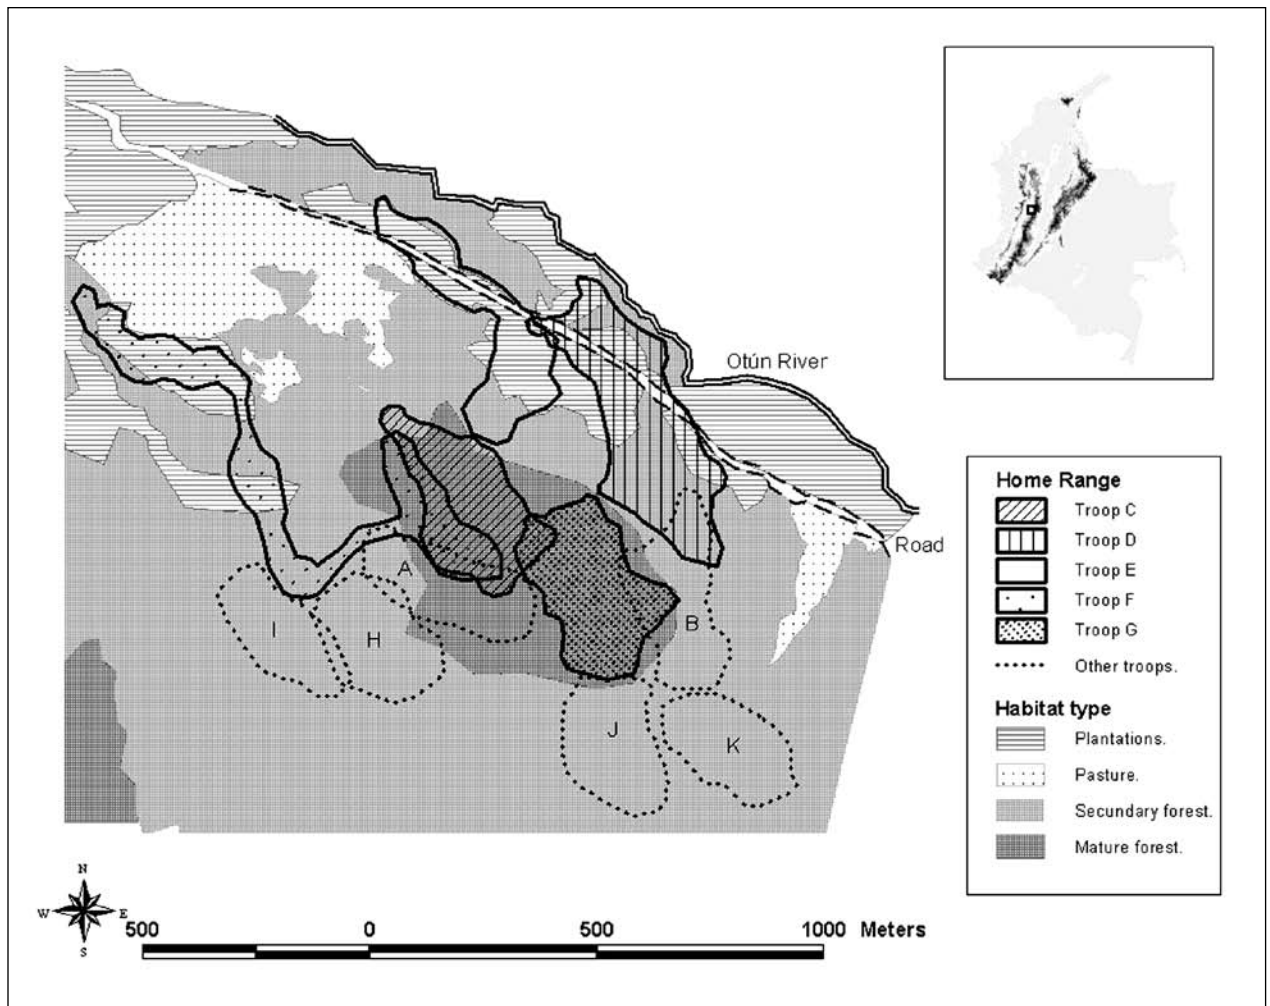 Otún River
Road
A
B
I
H
J
K
Home Range
Troop C
Troop D
Troop E
Troop F
Troop G
Other troops.
Habitat type
Plantations.
Pasture.
Secundary forest.
Mature forest.
N
W E
S
500 0 500 1000 Meters